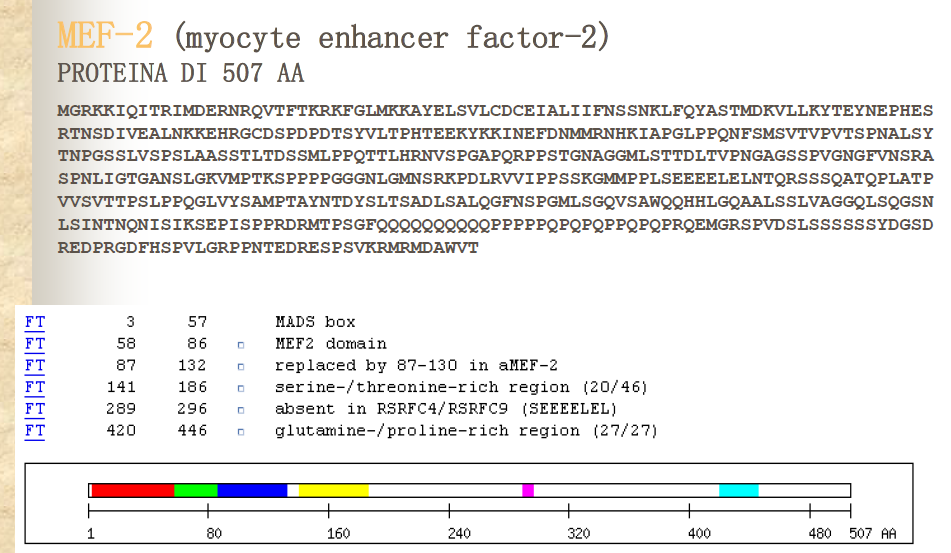 MEF-2 (myocyte enhancer factor-2)
PROTEINA DI 507 AA
MGRKKIQITRIMDERNRQVTFTKRKFGLMKKAYELSVLCDCEIALIIFNSSNKLFQYASTMDKVLLKYTEYNEPHES
RTNSDIVEALNKKEHRGCDSPDPDTSYVLTPHTEEKYKKINEFDNMMRNHKIAPGLPPQNFSMSVTVPVTSPNALSY
TNPGSSLVSPSLAASSTLTDSSMLPPQTTLHRNVSPGAPQRPPSTGNAGGMLSTTDLTVPNGAGSSPVGNGFVNSRA
SPNLIGTGANSLGKVMPTKSPPPPGGGNLGMNSRKPDLRVVIPPSSKGMMPPLSEEEELELNTQRSSSSQATQPLATP
VVSVTTPSLPPQGLVYSAMPTAYNTDYSLTSADLSALQGFNSPGMLSGQVSAWQQHHLGQAALSSLVAGGQLSQGSN
LSINTNQNISIKSEPISPPRDRMTPSGFQQQQQQQQQQQPPPPPQPQPQPPQPQPRQEMGRSPVDSLSSSSSSYDGSD
REDPRGDFHSPVLGRPPNTEDRESPSVKRMRMDAWVT
FT 3 57 MADS box
FT 58 86 MEF2 domain
FT 87 132 replaced by 87-130 in aMEF-2
FT 141 186 serine-/threonine-rich region (20/46)
FT 289 296 absent in RSRFC4/RSRFC9 (SEEEELEL)
FT 420 446 glutamine-/proline-rich region (27/27)
1 80 160 240 320 400 480 507 AA